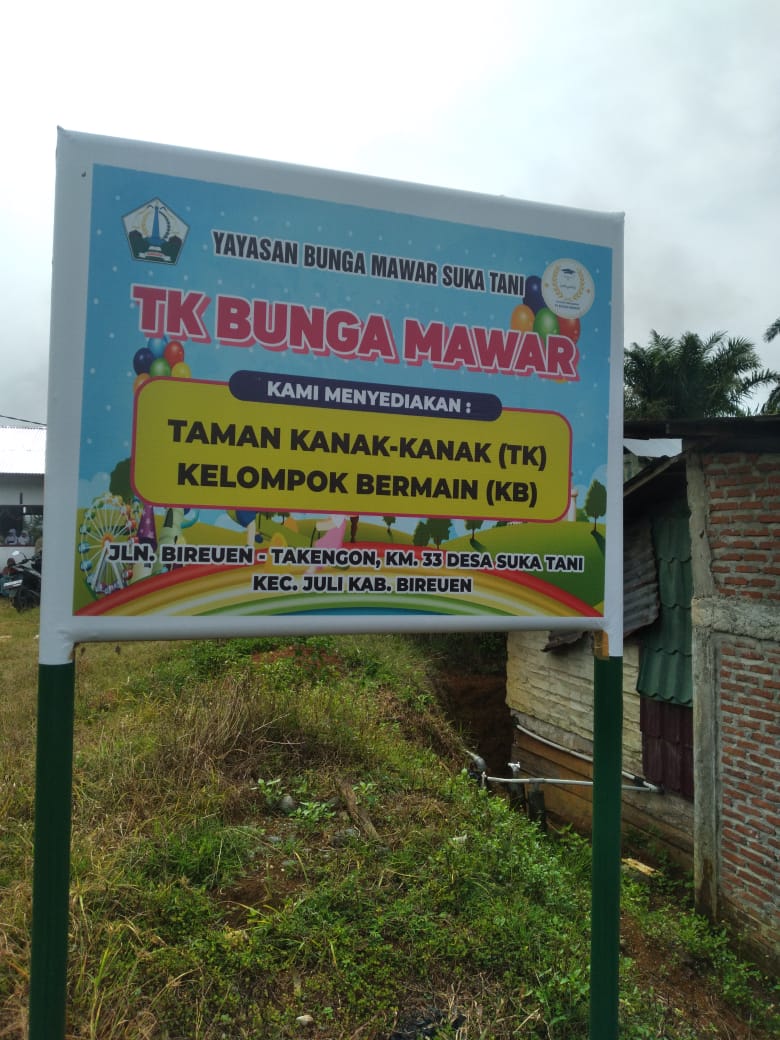 YAYASAN BUNGA MAWAR SUKA TANI
TK BUNGA MAWAR
KAMI MENYEDIAKAN :
TAMAN KANAK-KANAK (TK)
KELOMPOK BERMAIN (KB)
JLN. BIREUEN - TAKENGON, KM. 33 DESA SUKA TANI
KEC. JULI KAB. BIREUEN